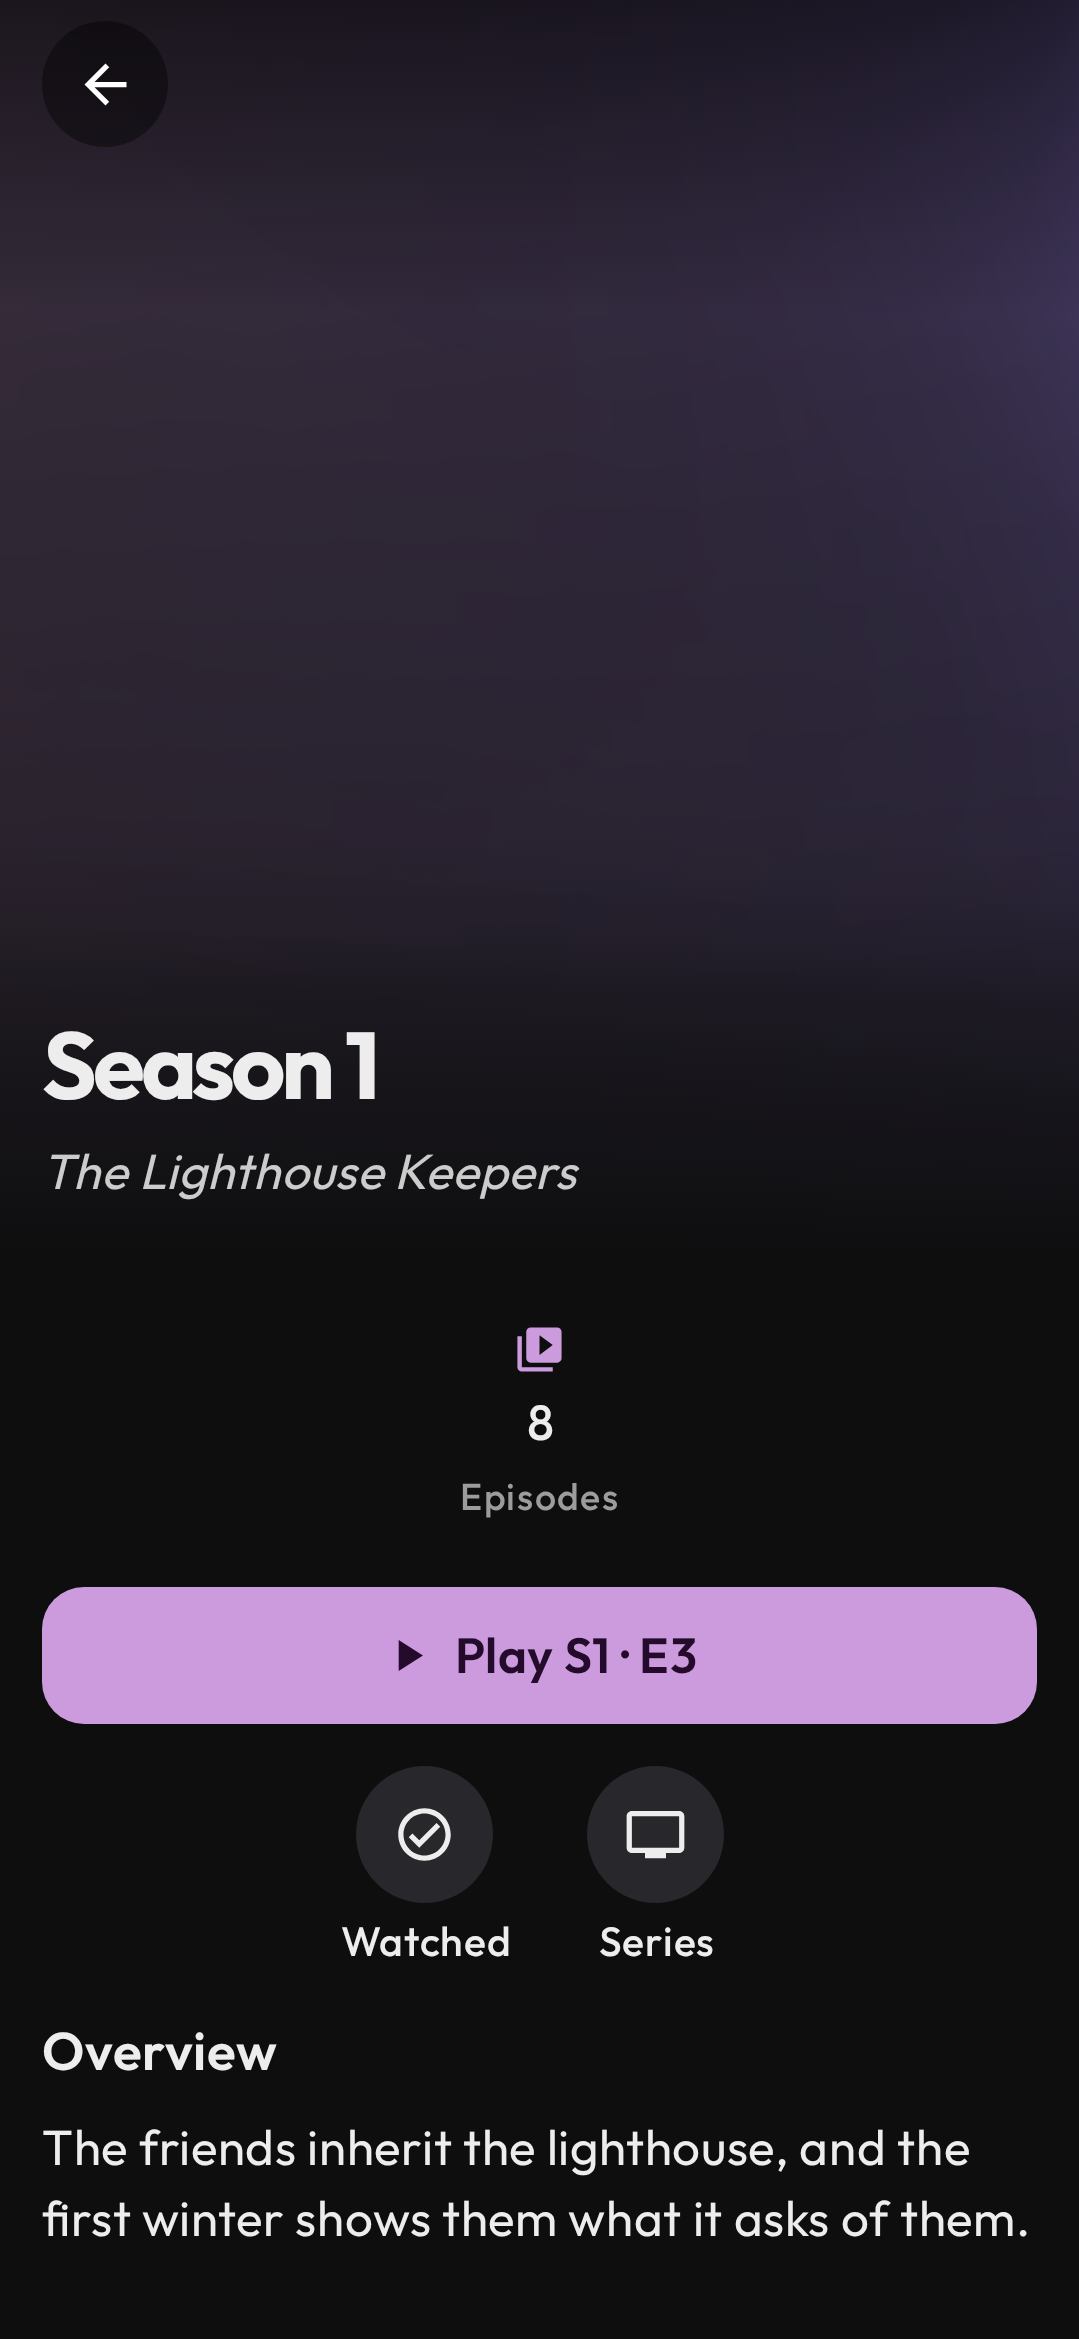 Season 1
The Lighthouse Keepers
8
Episodes
Play S1 · E3
Watched
Series
Overview
The friends inherit the lighthouse, and the
first winter shows them what it asks of them.